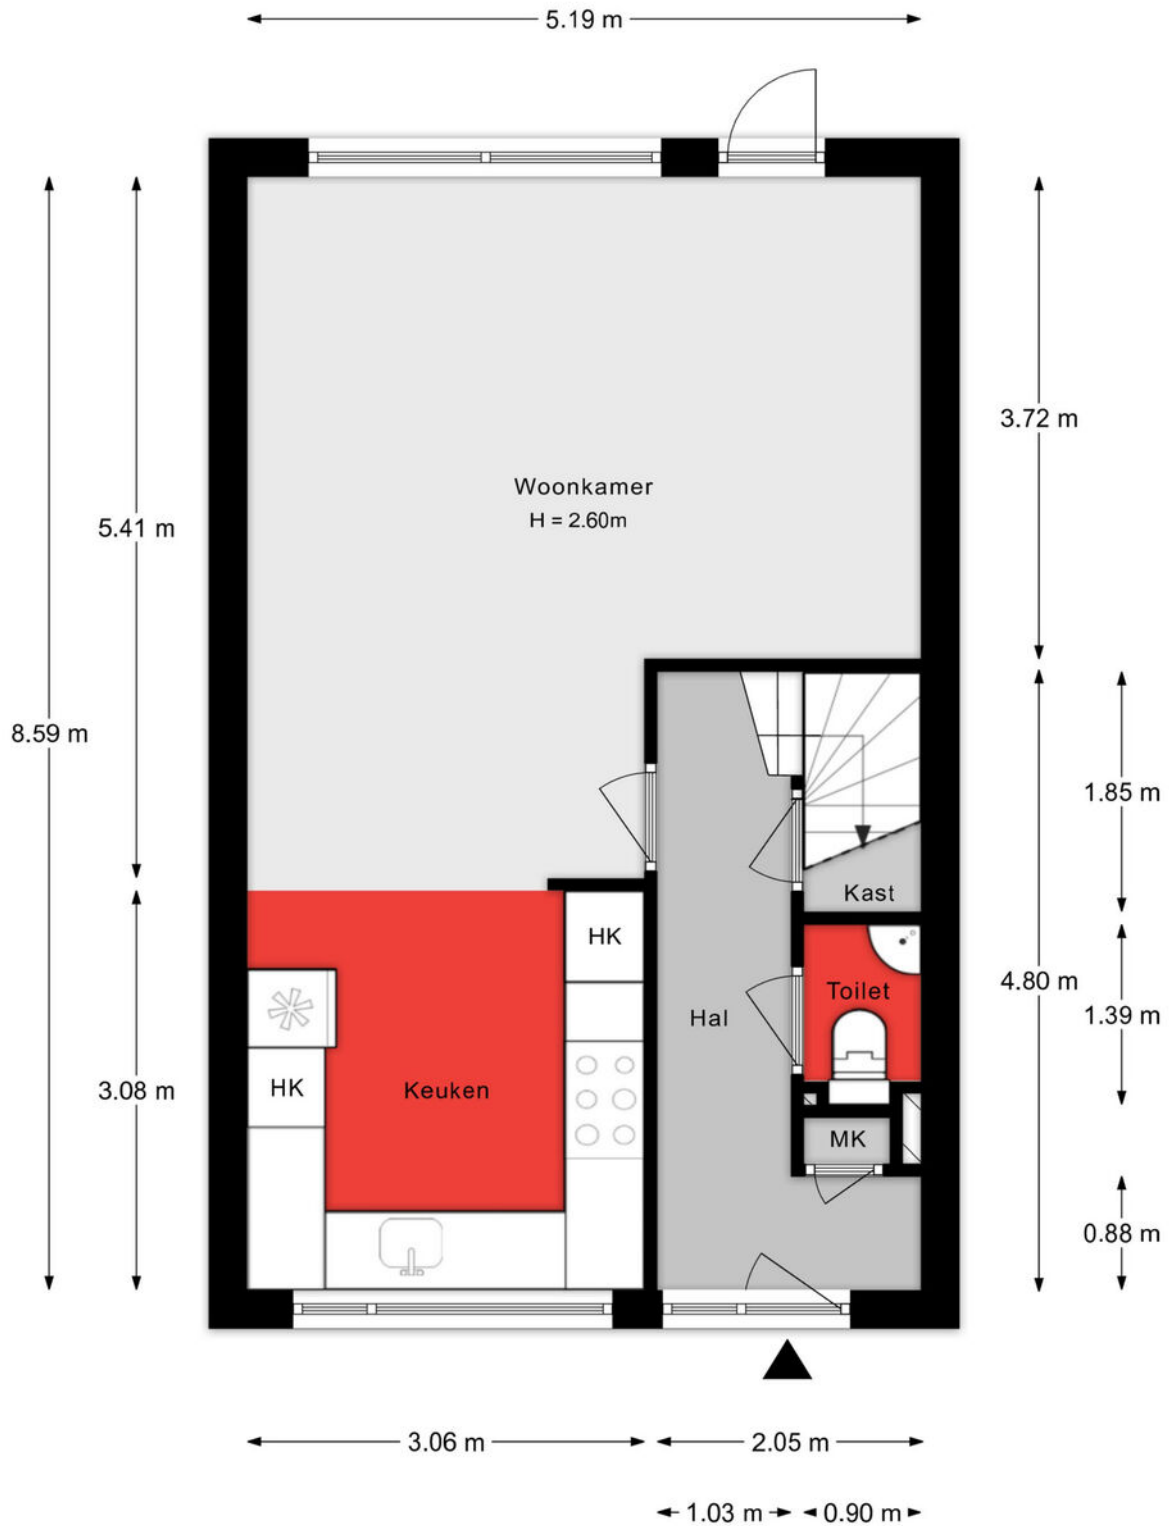 5.19 m
3.72 m
Woonkamer
H = 2.60m
5.41 m
8.59 m
1.85 m
Kast
HK
4.80 m
Toilet
Hal
1.39 m
HK
Keuken
3.08 m
MK
0.88 m
3.06 m
2.05 m
1.03 m
0.90 m